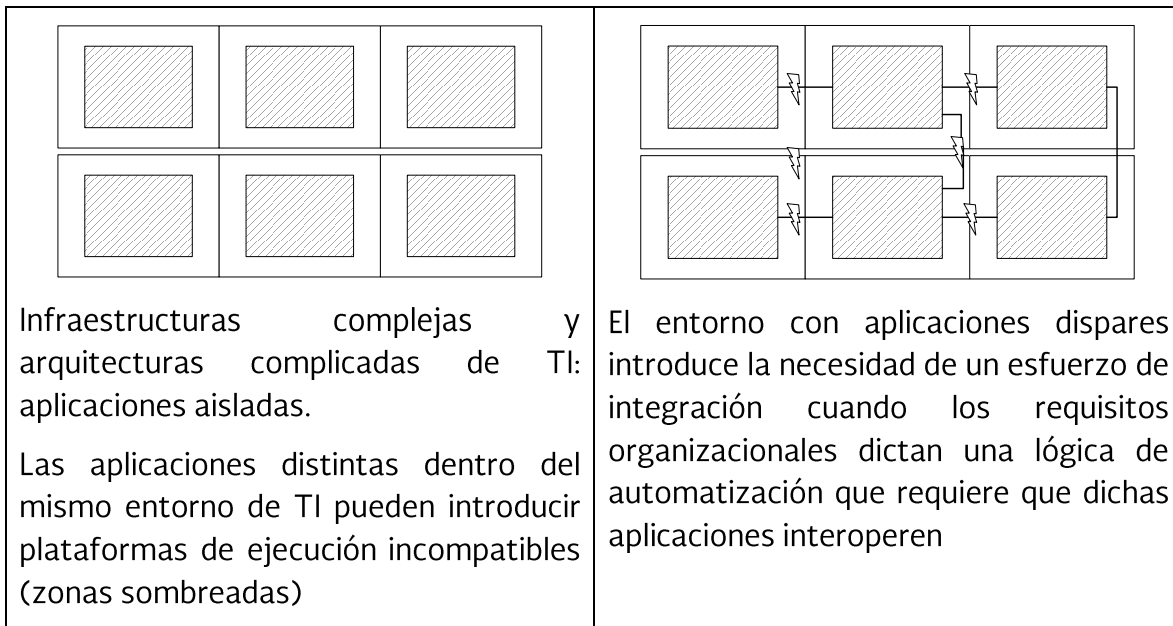 Infraestructuras complejas y
arquitecturas complicadas de TI:
aplicaciones aisladas.
Las aplicaciones distintas dentro del
mismo entorno de TI pueden introducir
plataformas de ejecución incompatibles
(zonas sombreadas)
El entorno con aplicaciones dispares
introduce la necesidad de un esfuerzo de
integración cuando los requisitos
organizacionales dictan una lógica de
automatización que requiere que dichas
aplicaciones interoperen